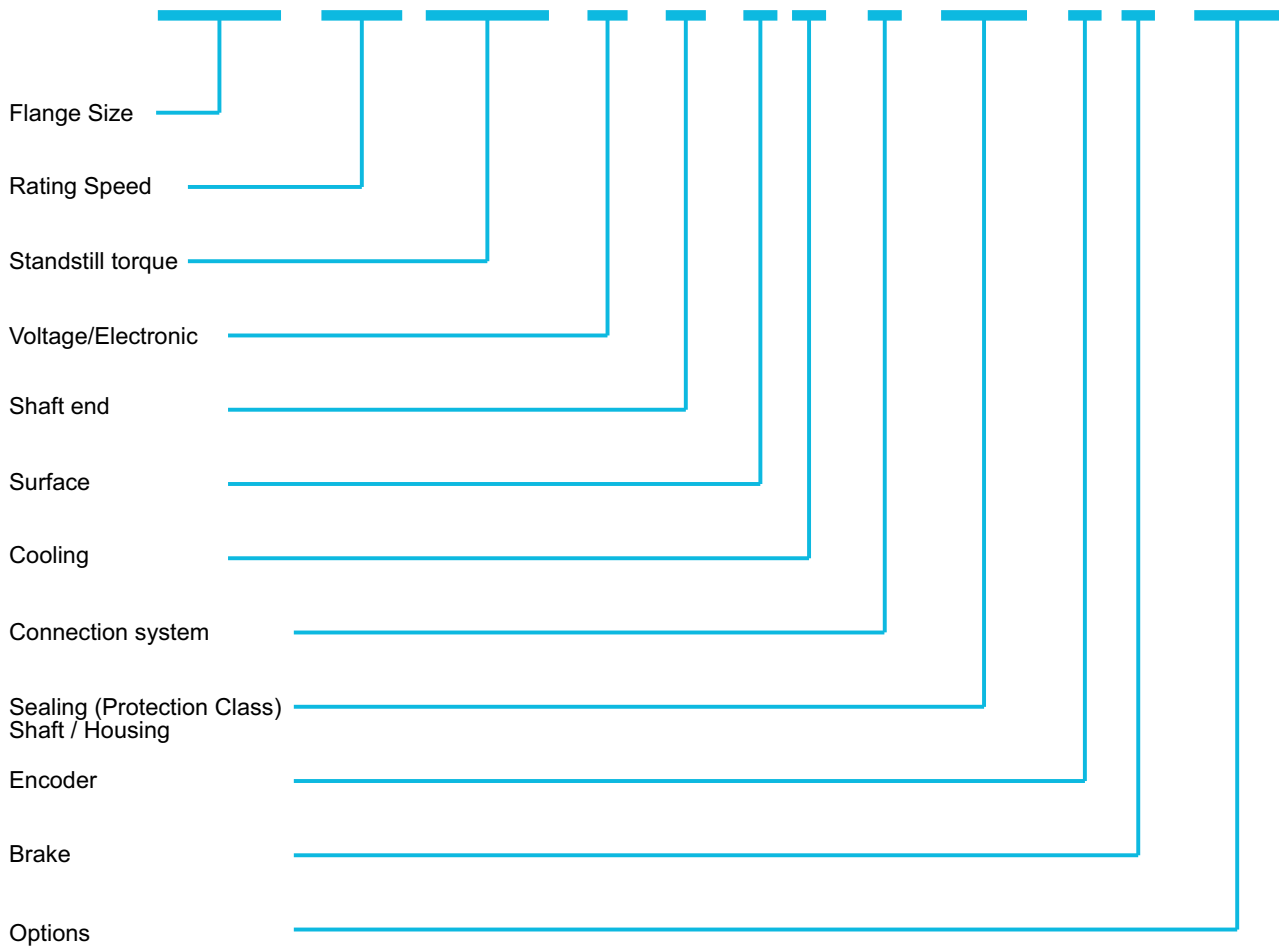 Flange Size
Rating Speed
Standstill torque
Voltage/Electronic
Shaft end
Surface
Cooling
Connection system
Sealing (Protection Class)
Shaft / Housing
Encoder
Brake
Options